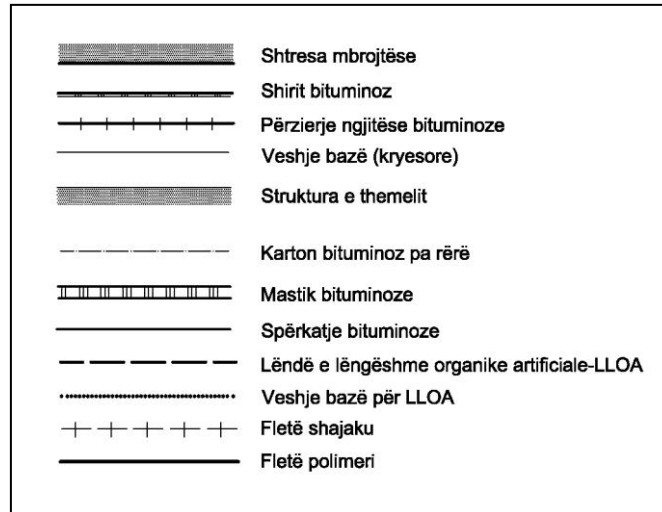 Shtresa mbrojtëse
Shirit bituminoz
Përzierje ngjitëse bituminoze
Veshje bazë (kryesore)
Struktura e themelit
Karton bituminoz pa rërë
Mastik bituminoze
Spërkatje bituminoze
Lëndë e lëngëshme organike artificiale-LLOA
Veshje bazë për LLOA
Fletë shajaku
Fletë polimeri